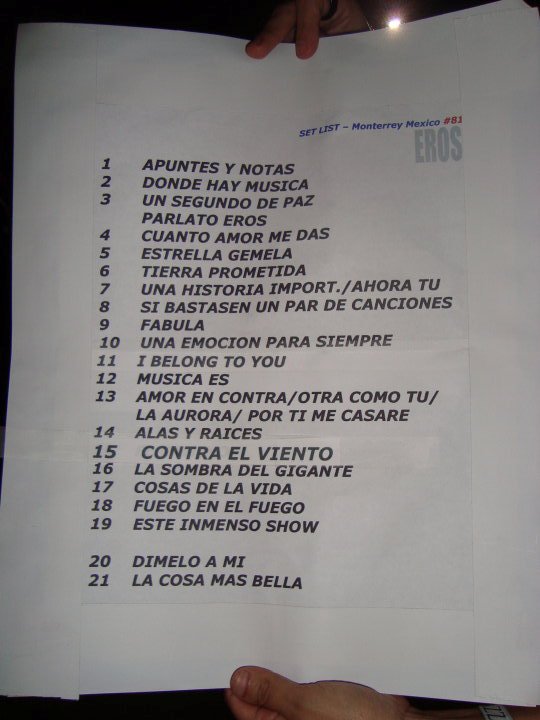 SET LIST – Monterrey Mexico #81
EROS
1 APUNTES Y NOTAS
2 DONDE HAY MUSICA
3 UN SEGUNDO DE PAZ
PARLATO EROS
4 CUANTO AMOR ME DAS
5 ESTRELLA GEMELA
6 TIERRA PROMETIDA
7 UNA HISTORIA IMPORT./AHORA TU
8 SI BASTASEN UN PAR DE CANCIONES
9 FABULA
10 UNA EMOCION PARA SIEMPRE
11 I BELONG TO YOU
12 MUSICA ES
13 AMOR EN CONTRA/OTRA COMO TU/
LA AURORA/ POR TI ME CASARE
14 ALAS Y RAICES
15 CONTRA EL VIENTO
16 LA SOMBRA DEL GIGANTE
17 COSAS DE LA VIDA
18 FUEGO EN EL FUEGO
19 ESTE INMENSO SHOW
20 DIMELO A MI
21 LA COSA MAS BELLA